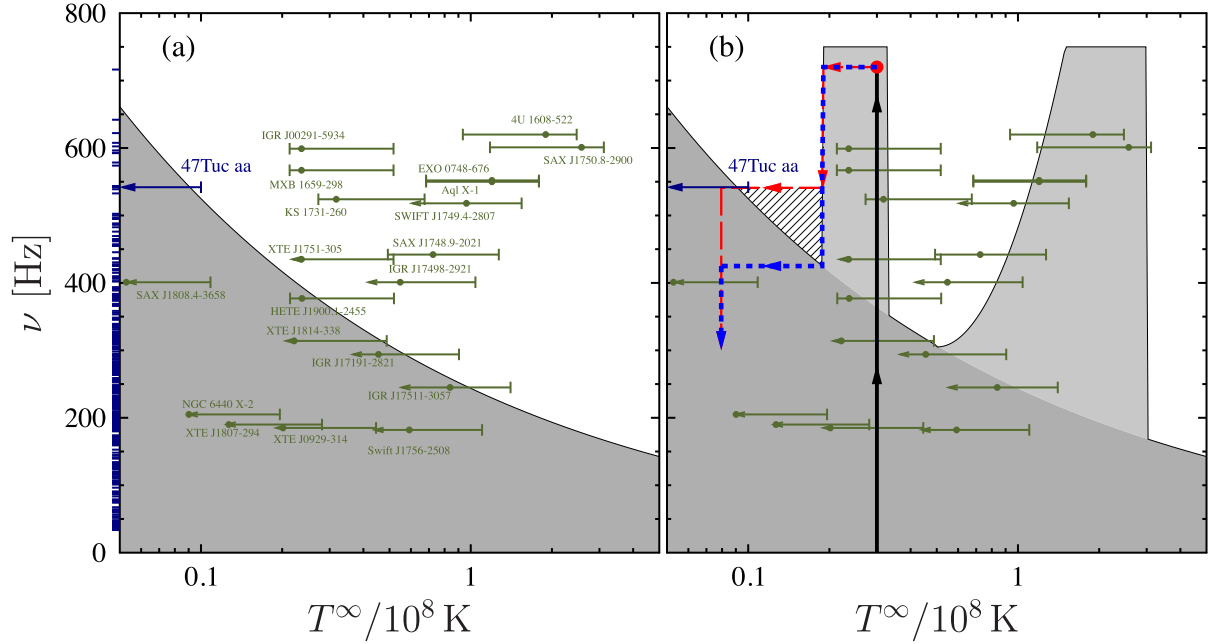 (a)
(b)
800
600
400
200
0
ν [Hz]
4U 1608-522
IGR J00291-5934
SAX J1750.8-2900
EXO 0748-676
47Tuc aa
47Tuc aa
MXB 1659-298
Aql X-1
KS 1731-260
SWIFT J1749.4-2807
XTE J1751-305
SAX J1748.9-2021
IGR J17498-2921
SAX J1808.4-3658
HETE J1900.1-2455
XTE J1814-338
IGR J17191-2821
IGR J17511-3057
NGC 6440 X-2
XTE J1807-294
XTE J0929-314
Swift J1756-2508
0.1
1
0.1
1
T∞/10⁸ K
T∞/10⁸ K